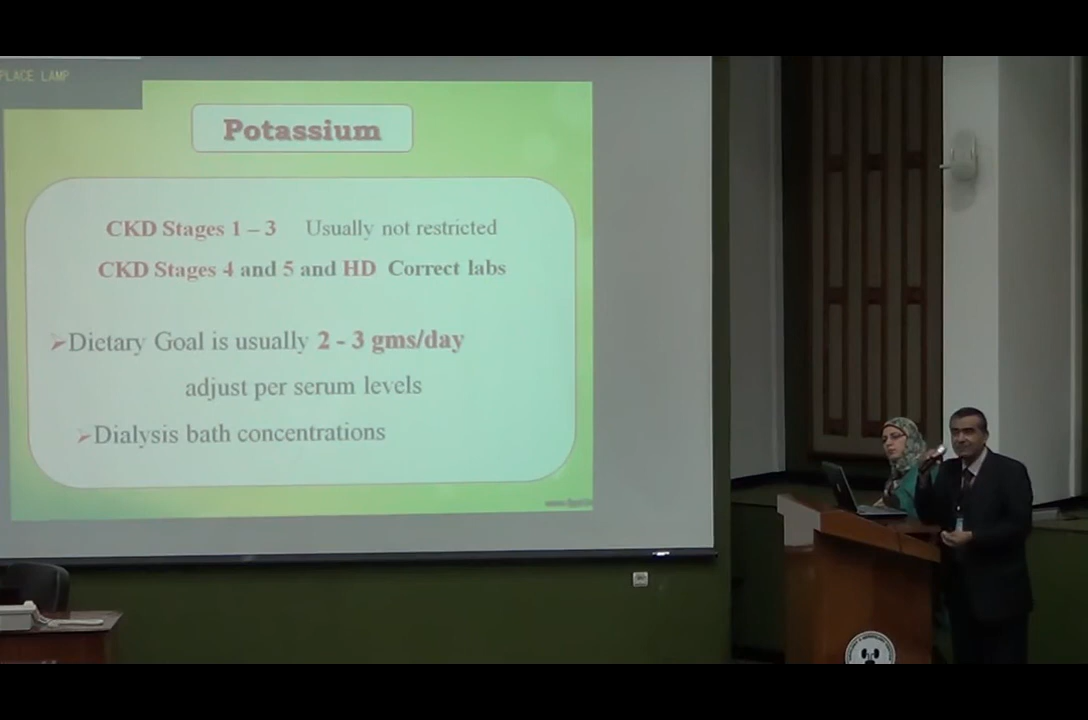 PLACE LAMP
Potassium
CKD Stages 1 – 3 Usually not restricted
CKD Stages 4 and 5 and HD Correct labs
➢Dietary Goal is usually 2 - 3 gms/day
adjust per serum levels
➢Dialysis bath concentrations